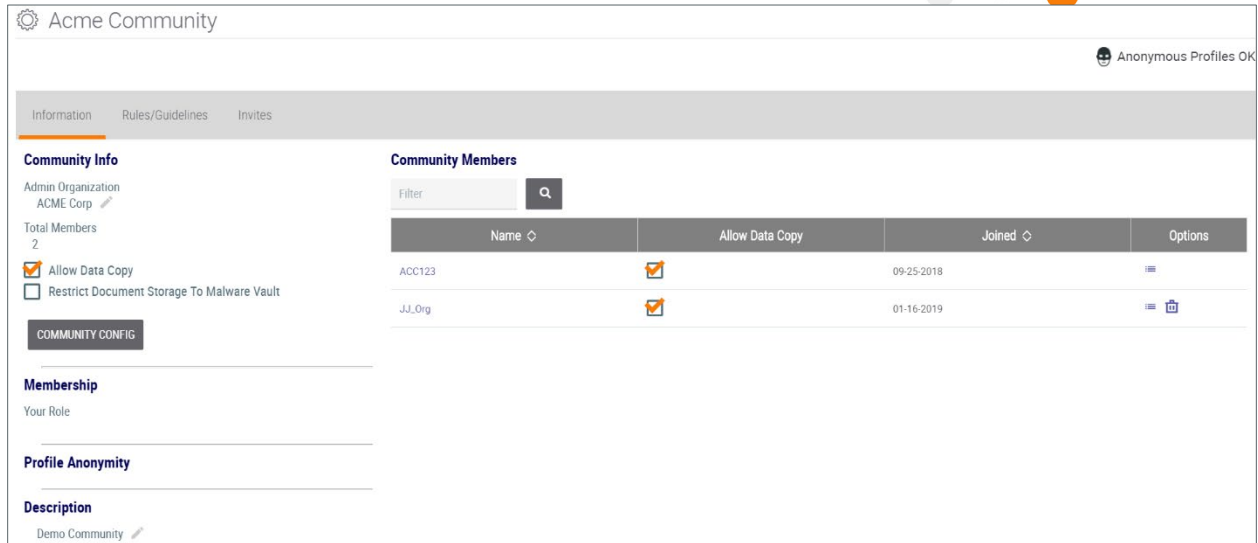 Acme Community
Anonymous Profiles OK
Information Rules/Guidelines Invites
Community Info
Admin Organization
ACME Corp
Total Members
2
Allow Data Copy
Restrict Document Storage To Malware Vault
COMMUNITY CONFIG
Membership
Your Role
Profile Anonymity
Description
Demo Community
Community Members
Filter
Name Allow Data Copy Joined Options
ACC123 09-25-2018
JJ_Org 01-16-2019